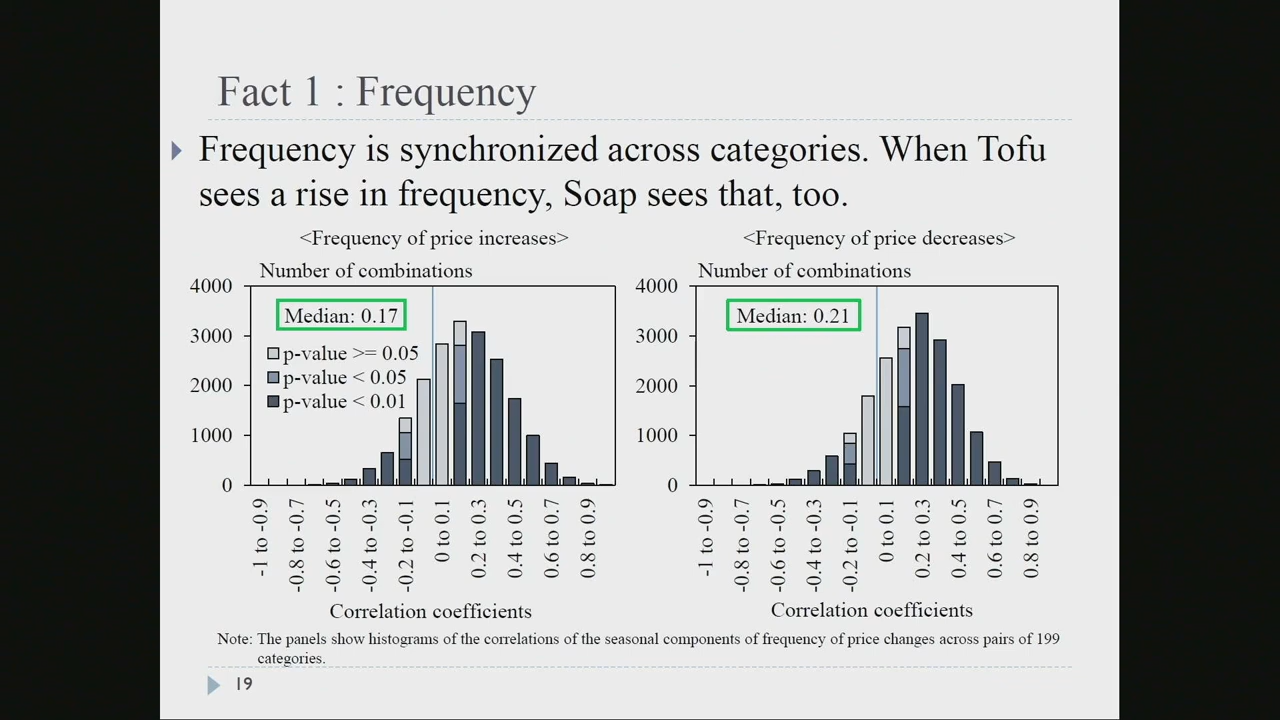 Fact 1 : Frequency
Frequency is synchronized across categories. When Tofu
sees a rise in frequency, Soap sees that, too.
<Frequency of price increases>
Number of combinations
4000
3000
2000
1000
0
Median: 0.17
p-value >= 0.05
p-value < 0.05
p-value < 0.01
-1 to -0.9
-0.8 to -0.7
-0.6 to -0.5
-0.4 to -0.3
-0.2 to -0.1
0 to 0.1
0.2 to 0.3
0.4 to 0.5
0.6 to 0.7
0.8 to 0.9
Correlation coefficients
<Frequency of price decreases>
Number of combinations
4000
3000
2000
1000
0
Median: 0.21
-1 to -0.9
-0.8 to -0.7
-0.6 to -0.5
-0.4 to -0.3
-0.2 to -0.1
0 to 0.1
0.2 to 0.3
0.4 to 0.5
0.6 to 0.7
0.8 to 0.9
Correlation coefficients
Note: The panels show histograms of the correlations of the seasonal components of frequency of price changes across pairs of 199
categories.
19